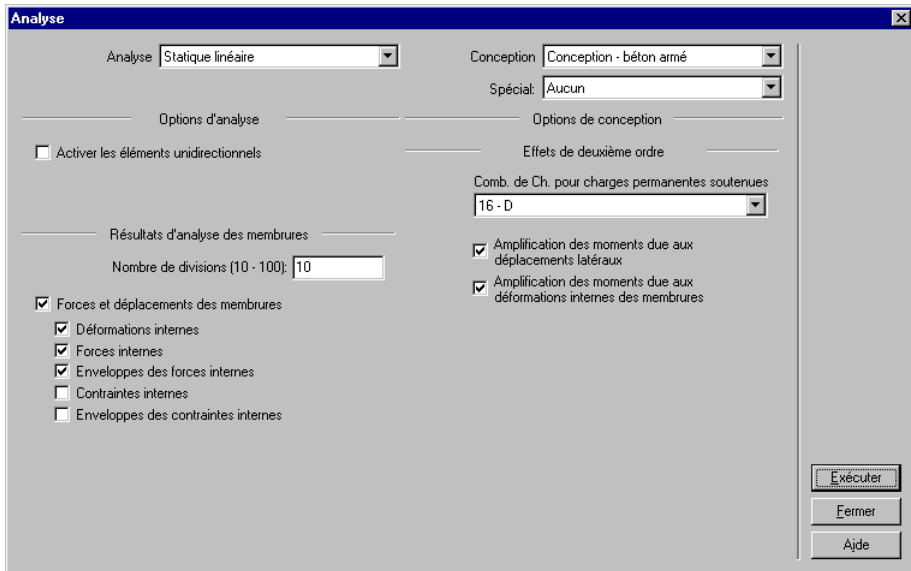 Analyse
Analyse Statique linéaire
Conception Conception - béton armé
Spécial: Aucun
Options d'analyse
Options de conception
Activer les éléments unidirectionnels
Effets de deuxième ordre
Comb. de Ch. pour charges permanentes soutenues
16 - D
Résultats d'analyse des membrures
Nombre de divisions (10 - 100): 10
Amplification des moments due aux
déplacements latéraux
Amplification des moments due aux
déformations internes des membrures
Forces et déplacements des membrures
Déformations internes
Forces internes
Enveloppes des forces internes
Contraintes internes
Enveloppes des contraintes internes
Exécuter
Fermer
Aide